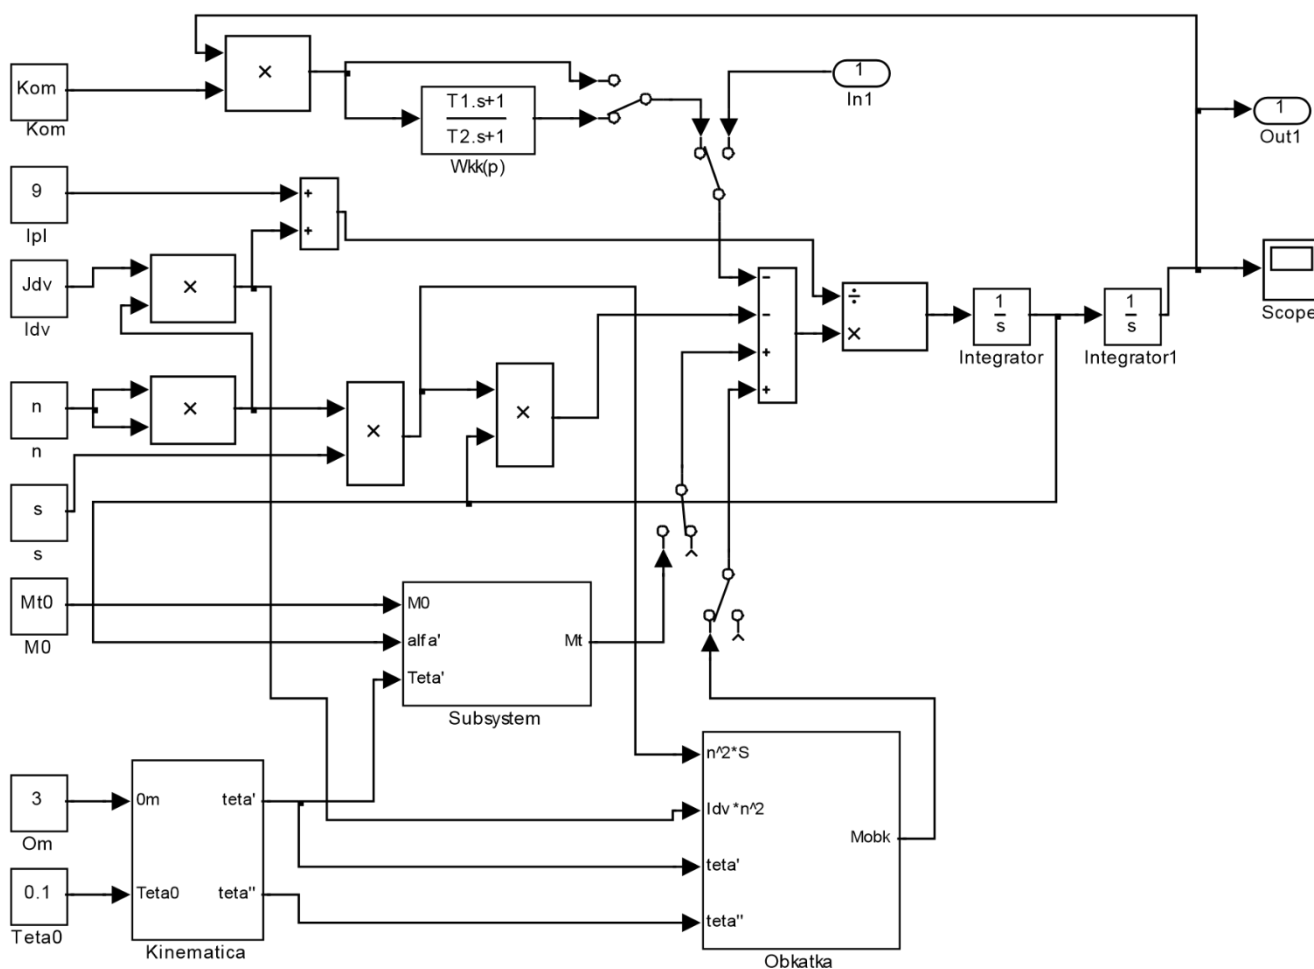 Kom
Kom
×
T1.s+1
T2.s+1
Wkk(p)
1
In1
1
Out1
9
Ipl
+
+
Jdv
Idv
×
n
n
×
×
×
s
s
−
−
+
+
÷
×
1
s
Integrator
1
s
Integrator1
Scope
Mt0
M0
M0
alfa'
Teta'
Mt
Subsystem
3
Om
0.1
Teta0
0m
Teta0
teta'
teta''
Kinematica
n^2*S
Idv*n^2
teta'
teta''
Mobk
Obkatka